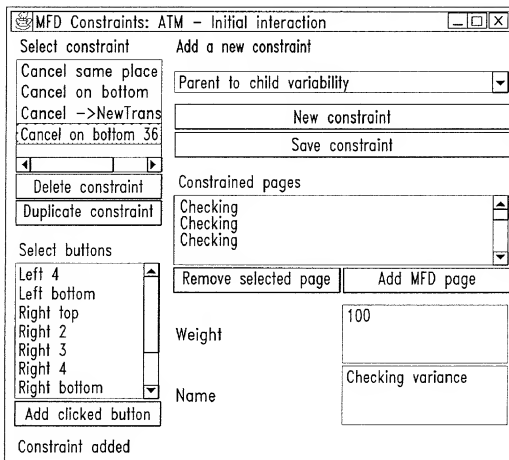 MFD Constraints: ATM – Initial interaction
Select constraint
Cancel same place
Cancel on bottom
Cancel ->NewTrans
Cancel on bottom 36
Delete constraint
Duplicate constraint
Select buttons
Left 4
Left bottom
Right top
Right 2
Right 3
Right 4
Right bottom
Add clicked button
Constraint added
Add a new constraint
Parent to child variability
New constraint
Save constraint
Constrained pages
Checking
Checking
Checking
Remove selected page
Add MFD page
Weight
100
Name
Checking variance